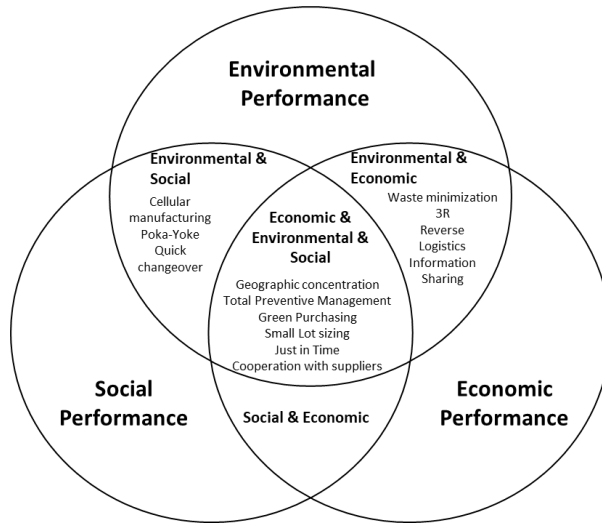 Environmental
Performance
Environmental &
Social
Cellular
manufacturing
Poka-Yoke
Quick
changeover
Environmental &
Economic
Waste minimization
3R
Reverse
Logistics
Information
Sharing
Economic &
Environmental &
Social
Geographic concentration
Total Preventive Management
Green Purchasing
Small Lot sizing
Just in Time
Cooperation with suppliers
Social
Performance
Social & Economic
Economic
Performance